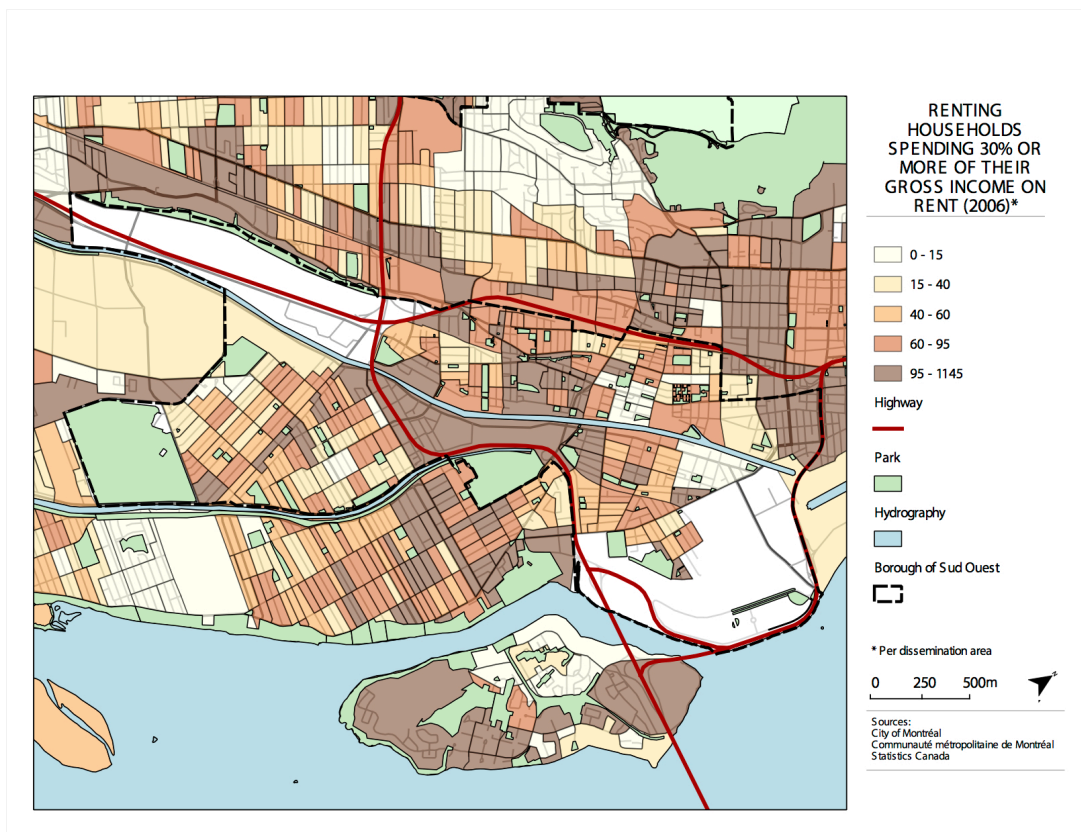 RENTING
HOUSEHOLDS
SPENDING 30% OR
MORE OF THEIR
GROSS INCOME ON
RENT (2006)*
0 - 15
15 - 40
40 - 60
60 - 95
95 - 1145
Highway
Park
Hydrography
Borough of Sud Ouest
* Per dissemination area
0 250 500m
N
Sources:
City of Montréal
Communauté métropolitaine de Montréal
Statistics Canada